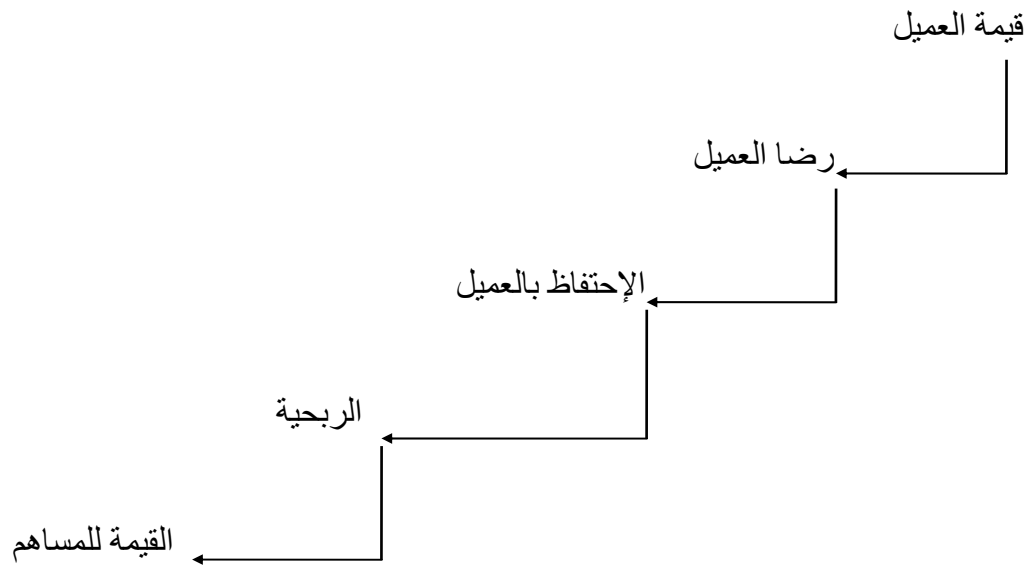 قيمة العميل
رضا العميل
الإحتفاظ بالعميل
الربحية
القيمة للمساهم